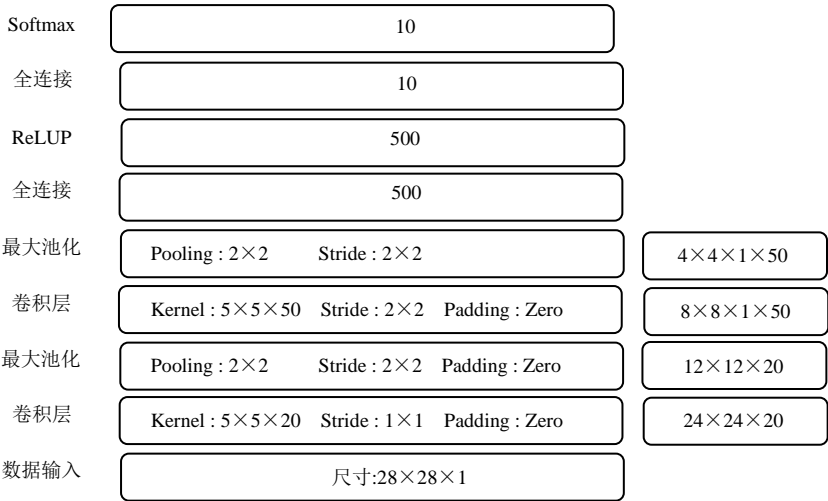 Softmax 10
全连接 10
ReLUP 500
全连接 500
最大池化 Pooling : 2×2 Stride : 2×2 4×4×1×50
卷积层 Kernel : 5×5×50 Stride : 2×2 Padding : Zero 8×8×1×50
最大池化 Pooling : 2×2 Stride : 2×2 Padding : Zero 12×12×20
卷积层 Kernel : 5×5×20 Stride : 1×1 Padding : Zero 24×24×20
数据输入 尺寸:28×28×1